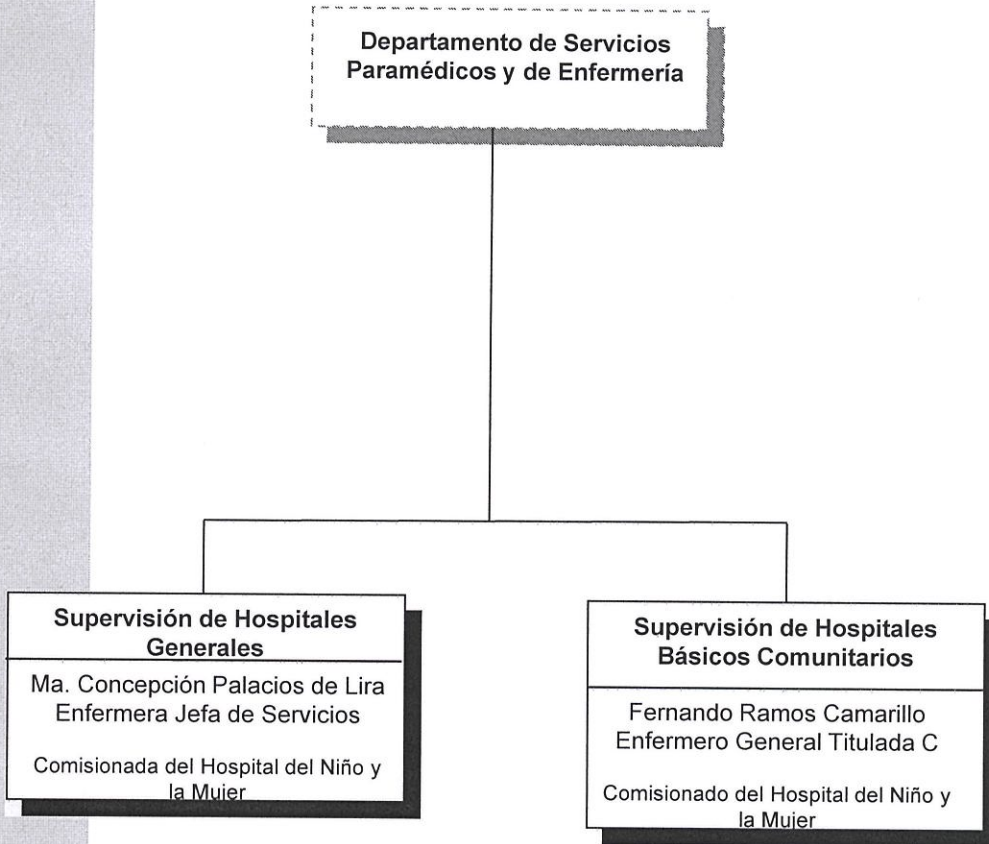 Departamento de Servicios
Paramédicos y de Enfermería
Supervisión de Hospitales
Generales
Ma. Concepción Palacios de Lira
Enfermera Jefa de Servicios
Comisionada del Hospital del Niño y
la Mujer
Supervisión de Hospitales
Básicos Comunitarios
Fernando Ramos Camarillo
Enfermero General Titulada C
Comisionado del Hospital del Niño y
la Mujer